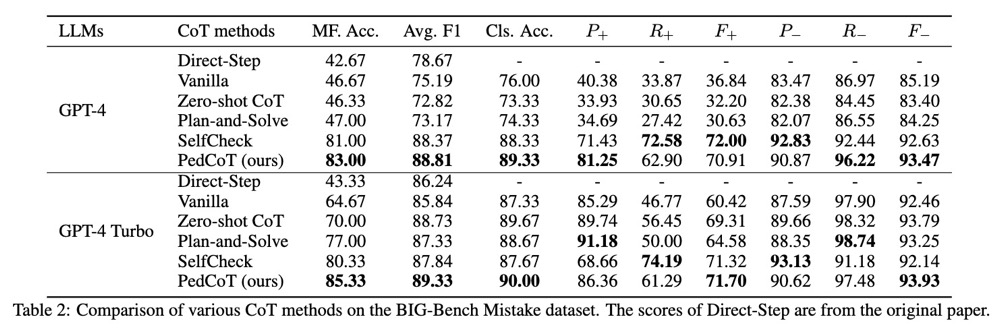 LLMs CoT methods MF. Acc. Avg. F1 Cls. Acc. P+ R+ F+ P− R− F−
GPT-4
Direct-Step 42.67 78.67 - - - - - - -
Vanilla 46.67 75.19 76.00 40.38 33.87 36.84 83.47 86.97 85.19
Zero-shot CoT 46.33 72.82 73.33 33.93 30.65 32.20 82.38 84.45 83.40
Plan-and-Solve 47.00 73.17 74.33 34.69 27.42 30.63 82.07 86.55 84.25
SelfCheck 81.00 88.37 88.33 71.43 72.58 72.00 92.83 92.44 92.63
PedCoT (ours) 83.00 88.81 89.33 81.25 62.90 70.91 90.87 96.22 93.47
GPT-4 Turbo
Direct-Step 43.33 86.24 - - - - - - -
Vanilla 64.67 85.84 87.33 85.29 46.77 60.42 87.59 97.90 92.46
Zero-shot CoT 70.00 88.73 89.67 89.74 56.45 69.31 89.66 98.32 93.79
Plan-and-Solve 77.00 87.33 88.67 91.18 50.00 64.58 88.35 98.74 93.25
SelfCheck 80.33 87.84 87.67 68.66 74.19 71.32 93.13 91.18 92.14
PedCoT (ours) 85.33 89.33 90.00 86.36 61.29 71.70 90.62 97.48 93.93
Table 2: Comparison of various CoT methods on the BIG-Bench Mistake dataset. The scores of Direct-Step are from the original paper.